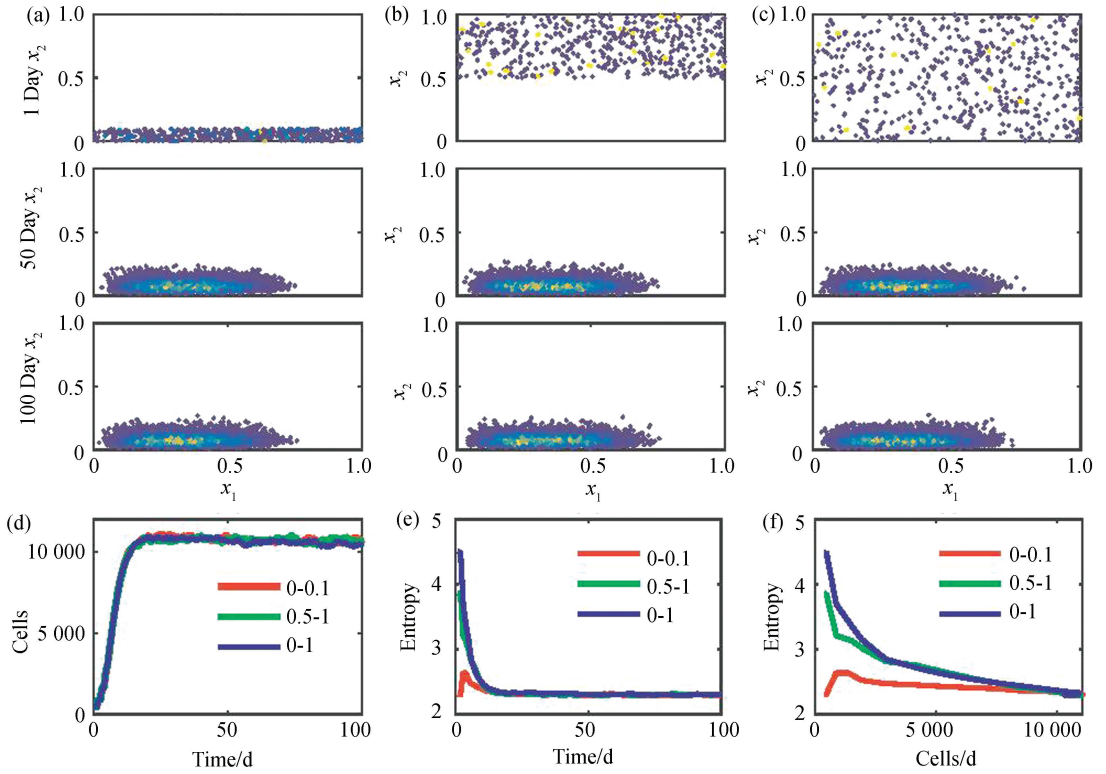 (a)
(b)
(c)
1 Day x₂
1.0
0.5
0
x₂
1.0
0.5
0
x₂
1.0
0.5
0
50 Day x₂
1.0
0.5
0
x₂
1.0
0.5
0
x₂
1.0
0.5
0
100 Day x₂
1.0
0.5
0
x₂
1.0
0.5
0
x₂
1.0
0.5
0
0 0.5 1.0
0 0.5 1.0
0 0.5 1.0
x₁
x₁
x₁
(d)
Cells
10 000
5 000
0
0-0.1
0.5-1
0-1
0 50 100
Time/d
(e)
Entropy
5
4
3
2
0-0.1
0.5-1
0-1
0 50 100
Time/d
(f)
Entropy
5
4
3
2
0-0.1
0.5-1
0-1
0 5 000 10 000
Cells/d